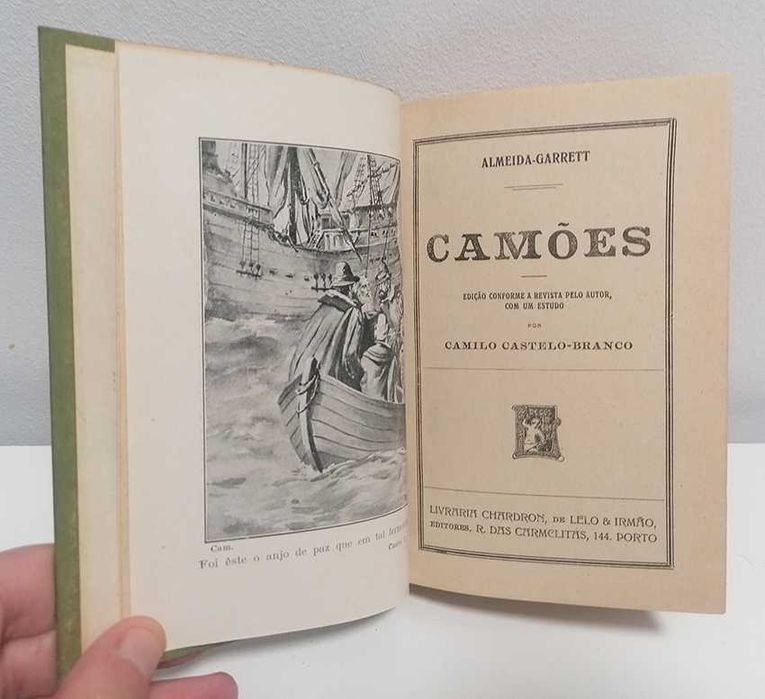 Cam.
Foi êste o anjo de paz que em tal
ALMEIDA-GARRETT
CAMÕES
EDIÇÃO CONFORME A REVISTA PELO AUTOR,
COM UM ESTUDO
POR
CAMILO CASTELO-BRANCO
LIVRARIA CHARDRON, DE LELO & IRMÃO,
EDITORES. R. DAS CARMELITAS, 144. PORTO